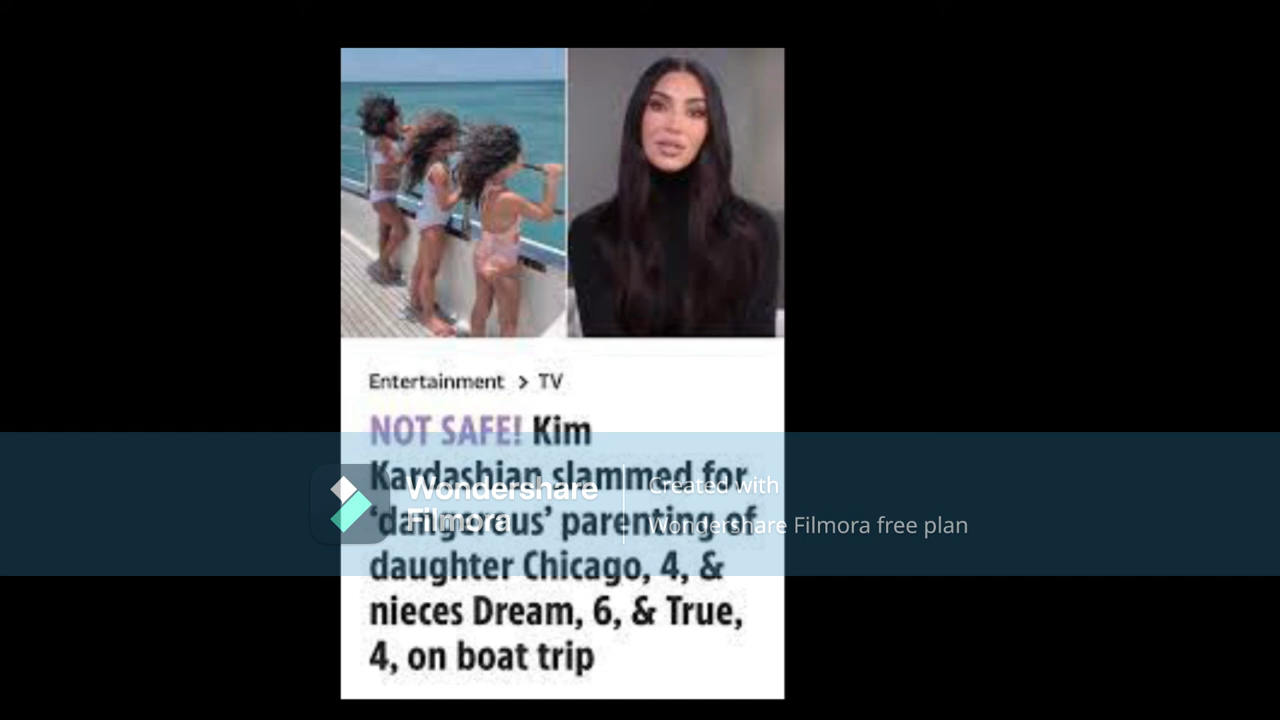 Entertainment > TV
NOT SAFE! Kim
Kardashian slammed for
‘dangerous’ parenting of
daughter Chicago, 4, &
nieces Dream, 6, & True,
4, on boat trip
Wondershare
Filmora
Created with
Wondershare Filmora free plan